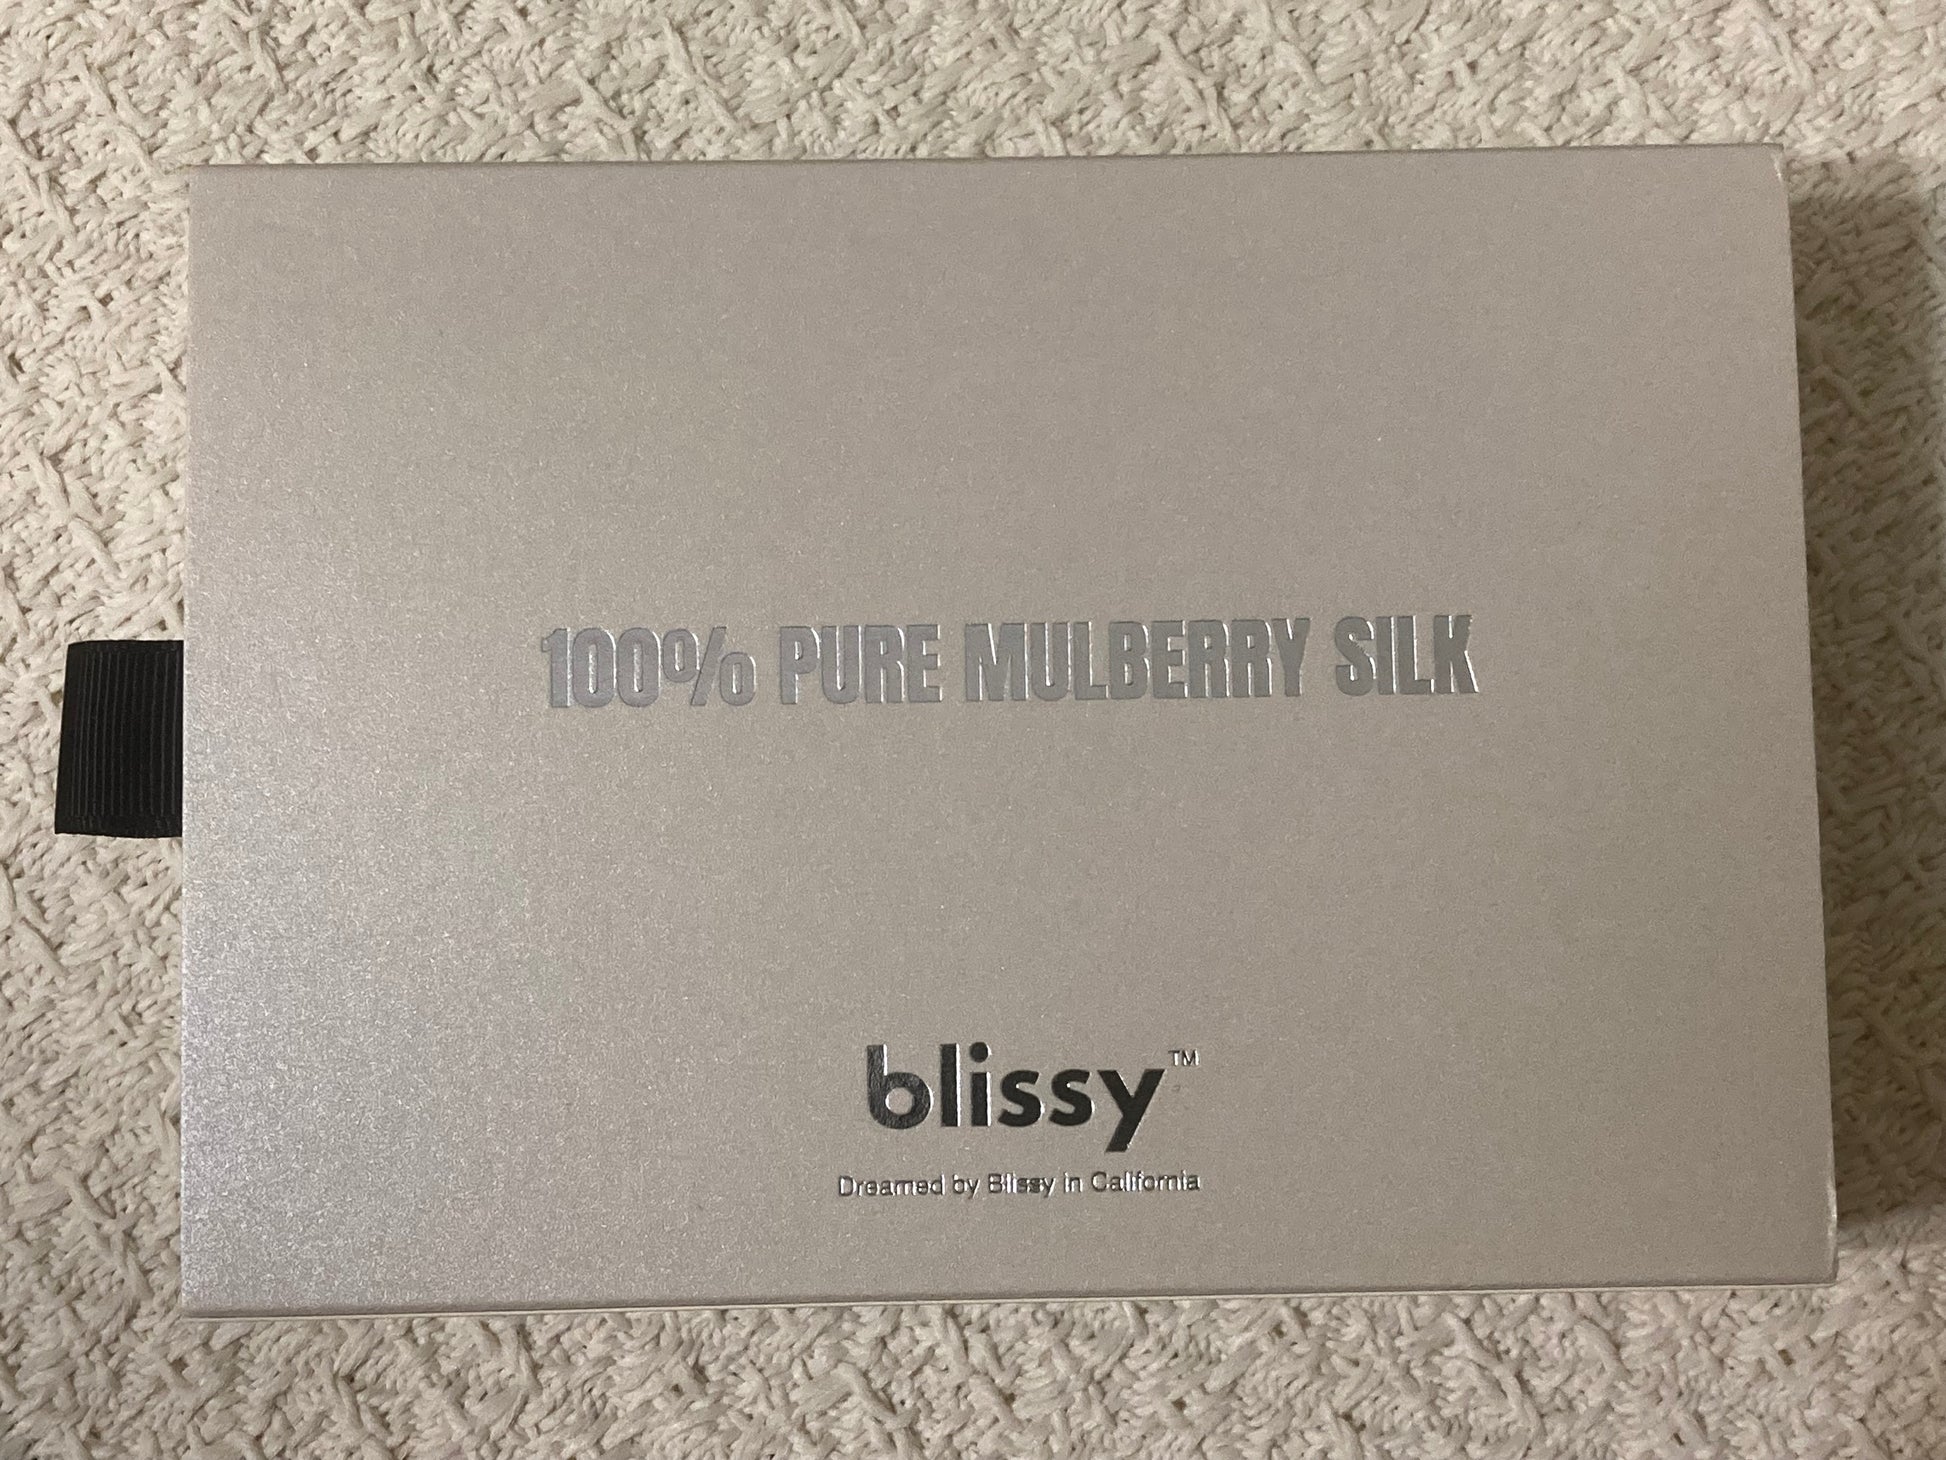 100% PURE MULBERRY SILK
blissy™
Dreamed by Blissy in California